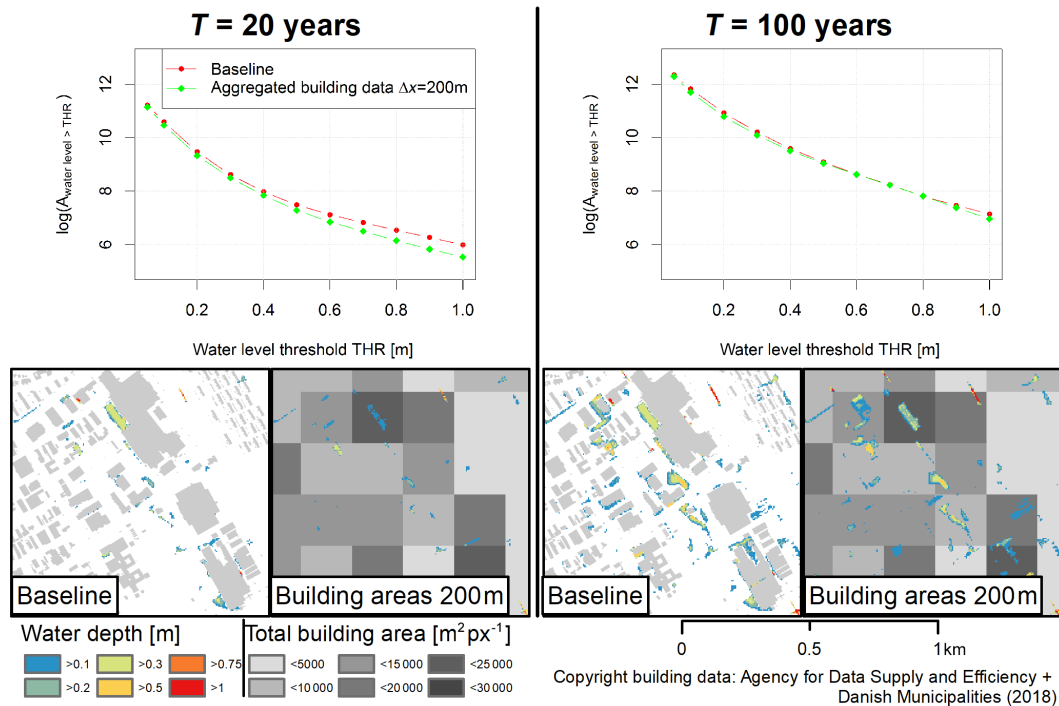 T = 20 years
T = 100 years
Baseline
Aggregated building data Δx=200m
log(A water level > THR )
12
10
8
6
0.2 0.4 0.6 0.8 1.0
Water level threshold THR [m]
log(A water level > THR )
12
10
8
6
0.2 0.4 0.6 0.8 1.0
Water level threshold THR [m]
Baseline
Building areas 200m
Baseline
Building areas 200m
Water depth [m]
>0.1 >0.3 >0.75
>0.2 >0.5 >1
Total building area [m² px⁻¹]
<5000 <15 000 <25 000
<10 000 <20 000 <30 000
0 0.5 1km
Copyright building data: Agency for Data Supply and Efficiency +
Danish Municipalities (2018)